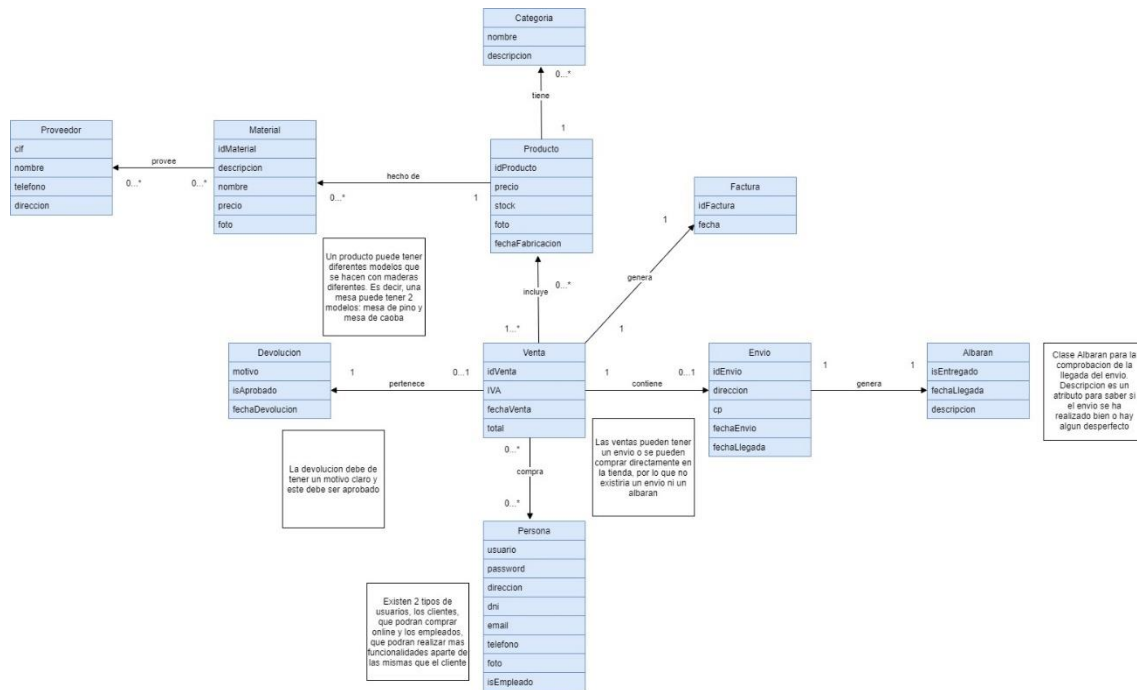 Categoria
nombre
descripcion
0...*
tiene
1
Proveedor
cif
nombre
telefono
direccion
provee
0...*
0...*
Material
idMaterial
descripcion
nombre
precio
foto
hecho de
0...*
1
Producto
idProducto
precio
stock
foto
fechaFabricacion
Factura
idFactura
fecha
1
genera
1
Un producto puede tener
diferentes modelos que
se hacen con maderas
diferentes. Es decir, una
mesa puede tener 2
modelos: mesa de pino y
mesa de caoba
0...*
incluye
1...*
Devolucion
motivo
isAprobado
fechaDevolucion
1
0...1
pertenece
Venta
idVenta
IVA
fechaVenta
total
1
0...1
contiene
Envio
idEnvio
direccion
cp
fechaEnvio
fechaLlegada
1
1
genera
Albaran
isEntregado
fechaLlegada
descripcion
Clase Albaran para la
comprobacion de la
llegada del envio.
Descripcion es un
atributo para saber si
el envio se ha
realizado bien o hay
algun desperfecto
La devolucion debe de
tener un motivo claro y
este debe ser aprobado
Las ventas pueden tener
un envio o se pueden
comprar directamente en
la tienda, por lo que no
existiria un envio ni un
albaran
0...*
compra
0...*
Persona
usuario
password
direccion
dni
email
telefono
foto
isEmpleado
Existen 2 tipos de
usuarios, los clientes,
que podran comprar
online y los empleados,
que podran realizar mas
funcionalidades aparte de
las mismas que el cliente